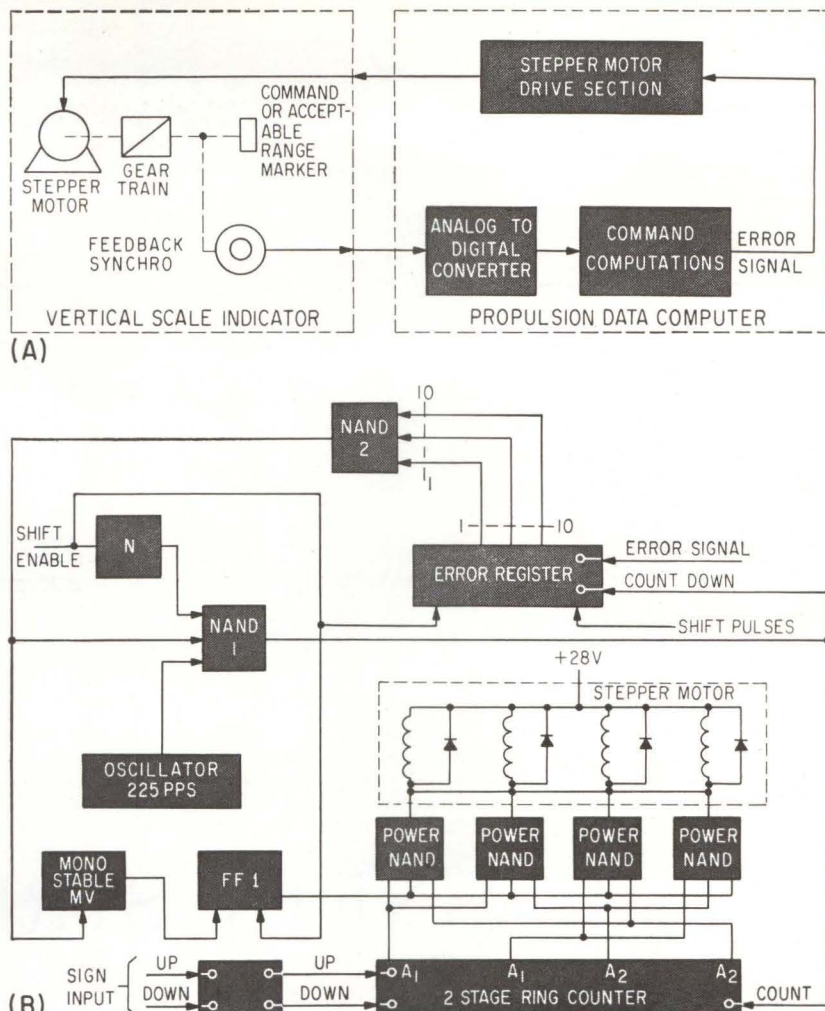 STEPPER MOTOR
DRIVE SECTION
COMMAND
OR ACCEPT-
ABLE
RANGE
MARKER
STEPPER
MOTOR
GEAR
TRAIN
FEEDBACK
SYNCHRO
ANALOG TO
DIGITAL
CONVERTER
COMMAND
COMPUTATIONS
ERROR
SIGNAL
VERTICAL SCALE INDICATOR
PROPULSION DATA COMPUTER
(A)
NAND
2
10
1
SHIFT
ENABLE
N
NAND
1
1
10
ERROR REGISTER
ERROR SIGNAL
COUNT DOWN
SHIFT PULSES
+28V
STEPPER MOTOR
OSCILLATOR
225 PPS
POWER
NAND
POWER
NAND
POWER
NAND
POWER
NAND
MONO
STABLE
MV
FF 1
SIGN
INPUT
UP
DOWN
UP
DOWN
A1 A1 A2 A2
2 STAGE RING COUNTER
COUNT
(B)